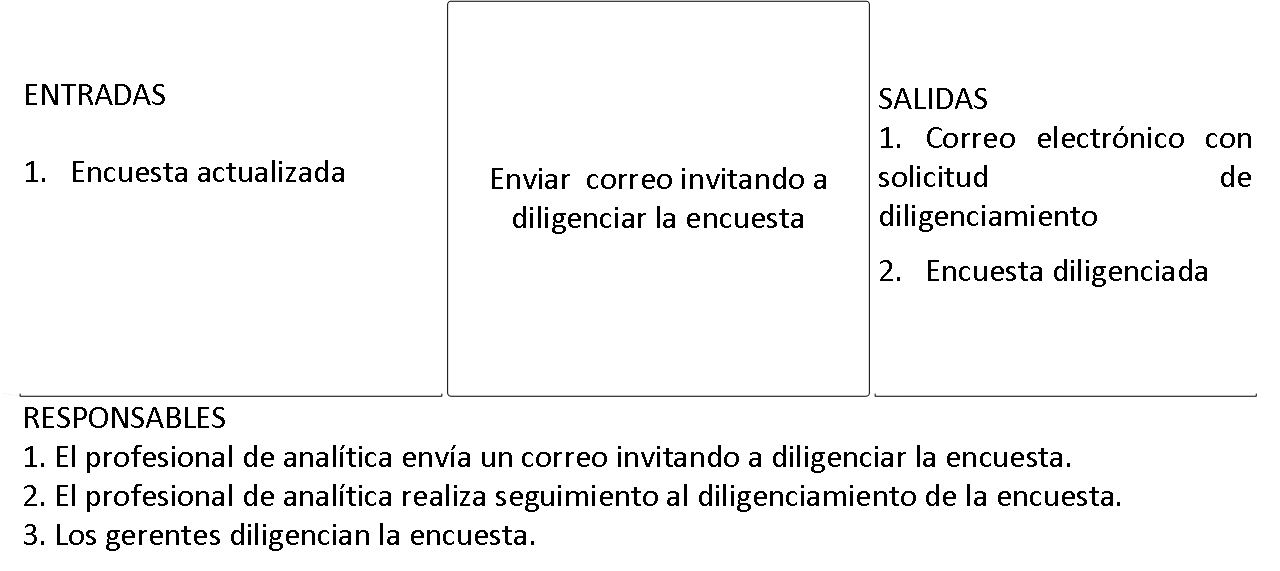 ENTRADAS
1. Encuesta actualizada
Enviar correo invitando a
diligenciar la encuesta
SALIDAS
1. Correo electrónico con
solicitud de
diligenciamiento
2. Encuesta diligenciada
RESPONSABLES
1. El profesional de analítica envía un correo invitando a diligenciar la encuesta.
2. El profesional de analítica realiza seguimiento al diligenciamiento de la encuesta.
3. Los gerentes diligencian la encuesta.